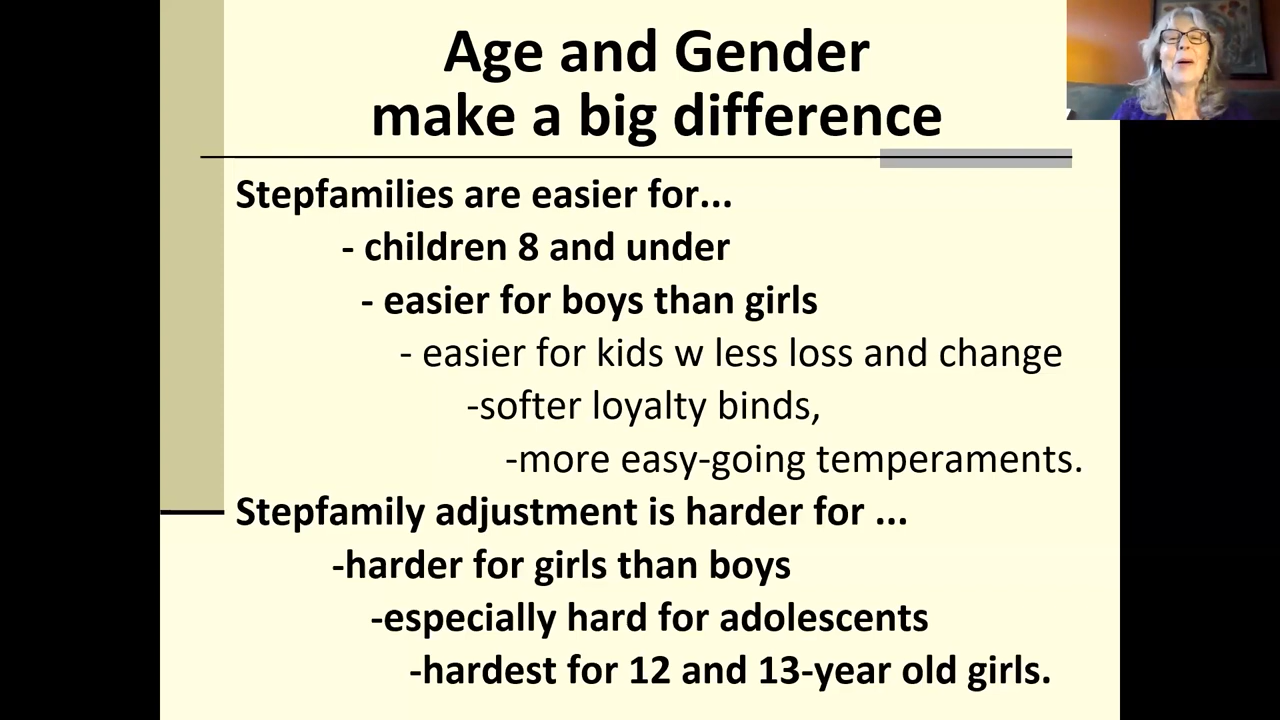 Age and Gender
make a big difference
Stepfamilies are easier for...
- children 8 and under
- easier for boys than girls
- easier for kids w less loss and change
-softer loyalty binds,
-more easy-going temperaments.
Stepfamily adjustment is harder for ...
-harder for girls than boys
-especially hard for adolescents
-hardest for 12 and 13-year old girls.